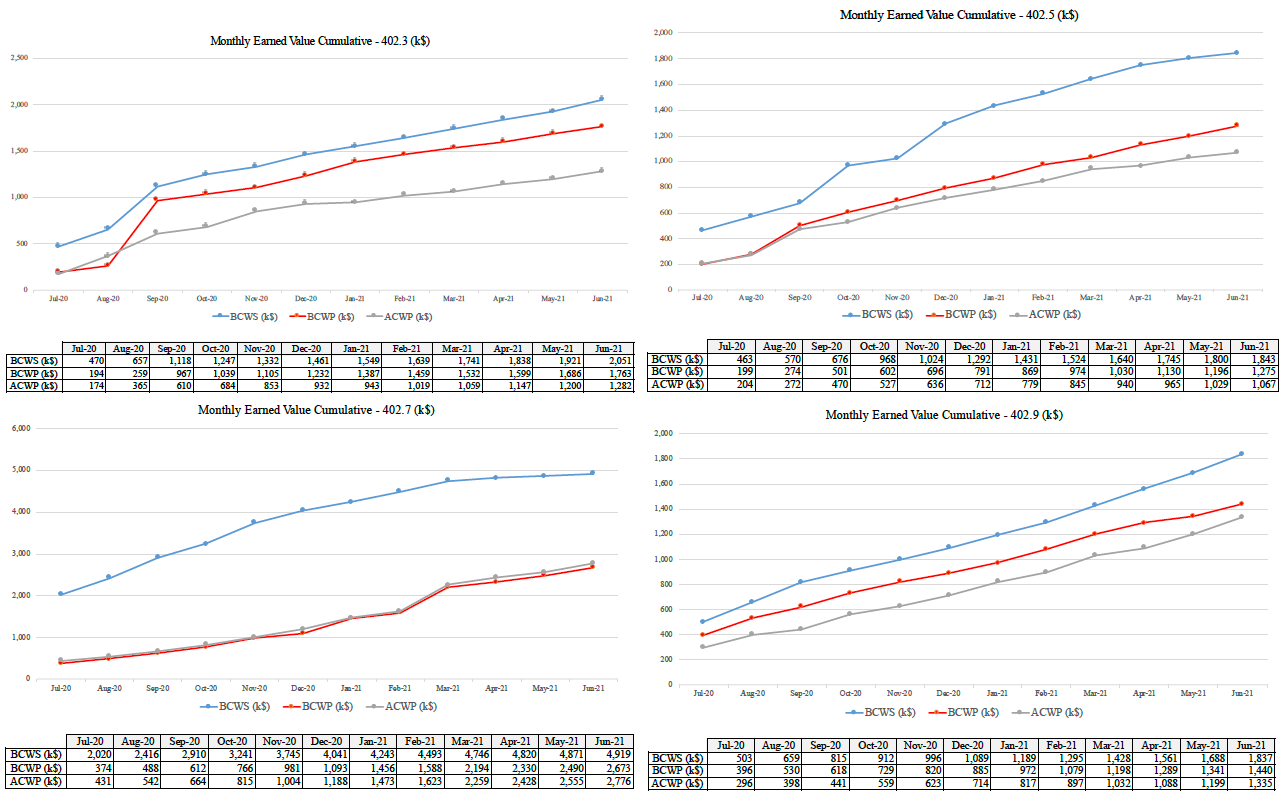 Monthly Earned Value Cumulative - 402.3 (k$)
2,500
2,000
1,500
1,000
500
0
Jul-20 Aug-20 Sep-20 Oct-20 Nov-20 Dec-20 Jan-21 Feb-21 Mar-21 Apr-21 May-21 Jun-21
BCWS (k$) BCWP (k$) ACWP (k$)
Jul-20 Aug-20 Sep-20 Oct-20 Nov-20 Dec-20 Jan-21 Feb-21 Mar-21 Apr-21 May-21 Jun-21
BCWS (k$) 470 657 1,118 1,247 1,332 1,461 1,549 1,639 1,741 1,838 1,921 2,051
BCWP (k$) 194 259 967 1,039 1,105 1,232 1,387 1,459 1,532 1,599 1,686 1,763
ACWP (k$) 174 365 610 684 853 932 943 1,019 1,059 1,147 1,200 1,282
Monthly Earned Value Cumulative - 402.5 (k$)
2,000
1,800
1,600
1,400
1,200
1,000
800
600
400
200
0
Jul-20 Aug-20 Sep-20 Oct-20 Nov-20 Dec-20 Jan-21 Feb-21 Mar-21 Apr-21 May-21 Jun-21
BCWS (k$) BCWP (k$) ACWP (k$)
Jul-20 Aug-20 Sep-20 Oct-20 Nov-20 Dec-20 Jan-21 Feb-21 Mar-21 Apr-21 May-21 Jun-21
BCWS (k$) 463 570 676 968 1,024 1,292 1,431 1,524 1,640 1,745 1,800 1,843
BCWP (k$) 199 274 501 602 696 791 869 974 1,030 1,130 1,196 1,275
ACWP (k$) 204 272 470 527 636 712 779 845 940 965 1,029 1,067
Monthly Earned Value Cumulative - 402.7 (k$)
6,000
5,000
4,000
3,000
2,000
1,000
0
Jul-20 Aug-20 Sep-20 Oct-20 Nov-20 Dec-20 Jan-21 Feb-21 Mar-21 Apr-21 May-21 Jun-21
BCWS (k$) BCWP (k$) ACWP (k$)
Jul-20 Aug-20 Sep-20 Oct-20 Nov-20 Dec-20 Jan-21 Feb-21 Mar-21 Apr-21 May-21 Jun-21
BCWS (k$) 2,020 2,416 2,910 3,241 3,745 4,041 4,243 4,493 4,746 4,820 4,871 4,919
BCWP (k$) 374 488 612 766 981 1,093 1,456 1,588 2,194 2,330 2,490 2,673
ACWP (k$) 431 542 664 815 1,004 1,188 1,473 1,623 2,259 2,428 2,555 2,776
Monthly Earned Value Cumulative - 402.9 (k$)
2,000
1,800
1,600
1,400
1,200
1,000
800
600
400
200
0
Jul-20 Aug-20 Sep-20 Oct-20 Nov-20 Dec-20 Jan-21 Feb-21 Mar-21 Apr-21 May-21 Jun-21
BCWS (k$) BCWP (k$) ACWP (k$)
Jul-20 Aug-20 Sep-20 Oct-20 Nov-20 Dec-20 Jan-21 Feb-21 Mar-21 Apr-21 May-21 Jun-21
BCWS (k$) 503 659 815 912 996 1,089 1,189 1,295 1,428 1,561 1,688 1,837
BCWP (k$) 396 530 618 729 820 885 972 1,079 1,198 1,289 1,341 1,440
ACWP (k$) 296 398 441 559 623 714 817 897 1,032 1,088 1,199 1,335